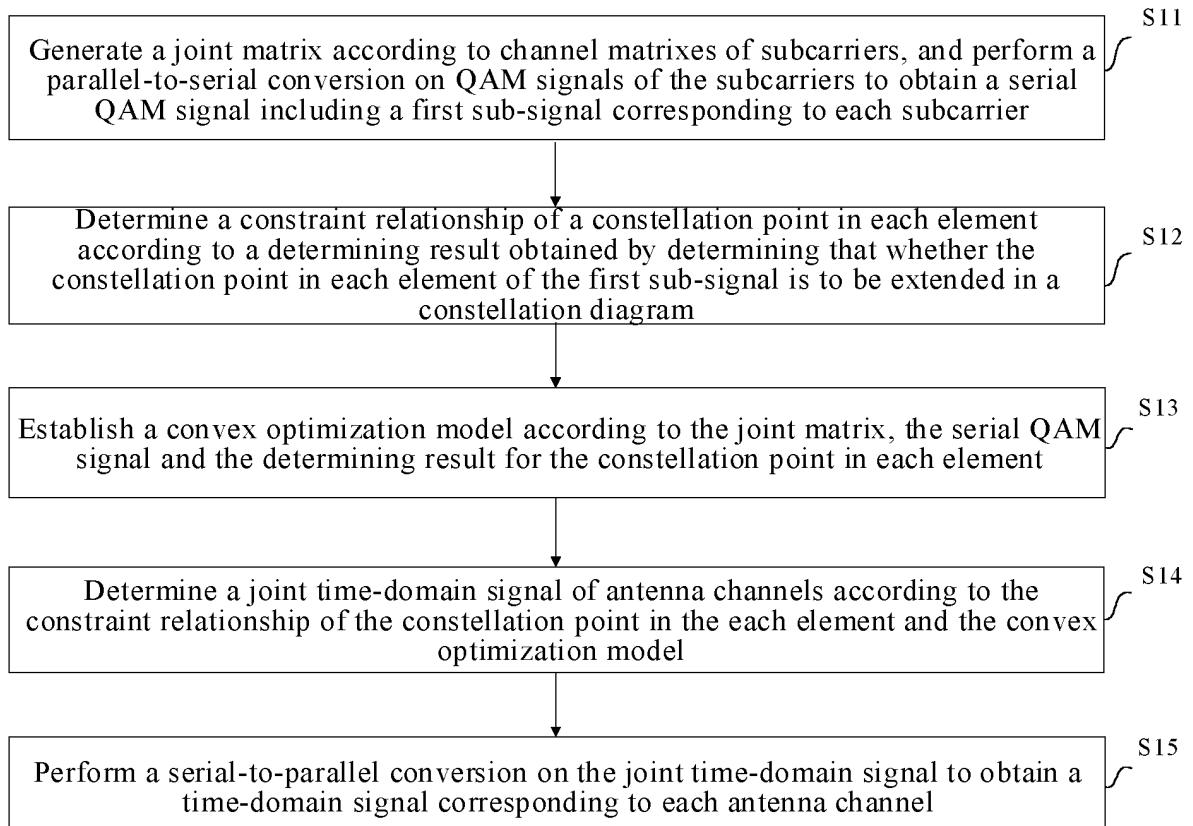 S11
Generate a joint matrix according to channel matrixes of subcarriers, and perform a
parallel-to-serial conversion on QAM signals of the subcarriers to obtain a serial
QAM signal including a first sub-signal corresponding to each subcarrier
S12
Determine a constraint relationship of a constellation point in each element
according to a determining result obtained by determining that whether the
constellation point in each element of the first sub-signal is to be extended in a
constellation diagram
S13
Establish a convex optimization model according to the joint matrix, the serial QAM
signal and the determining result for the constellation point in each element
S14
Determine a joint time-domain signal of antenna channels according to the
constraint relationship of the constellation point in the each element and the convex
optimization model
S15
Perform a serial-to-parallel conversion on the joint time-domain signal to obtain a
time-domain signal corresponding to each antenna channel